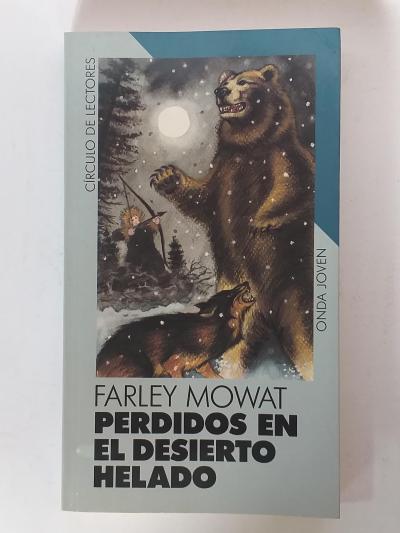 CÍRCULO DE LECTORES
ONDA JOVEN
FARLEY MOWAT
PERDIDOS EN
EL DESIERTO
HELADO